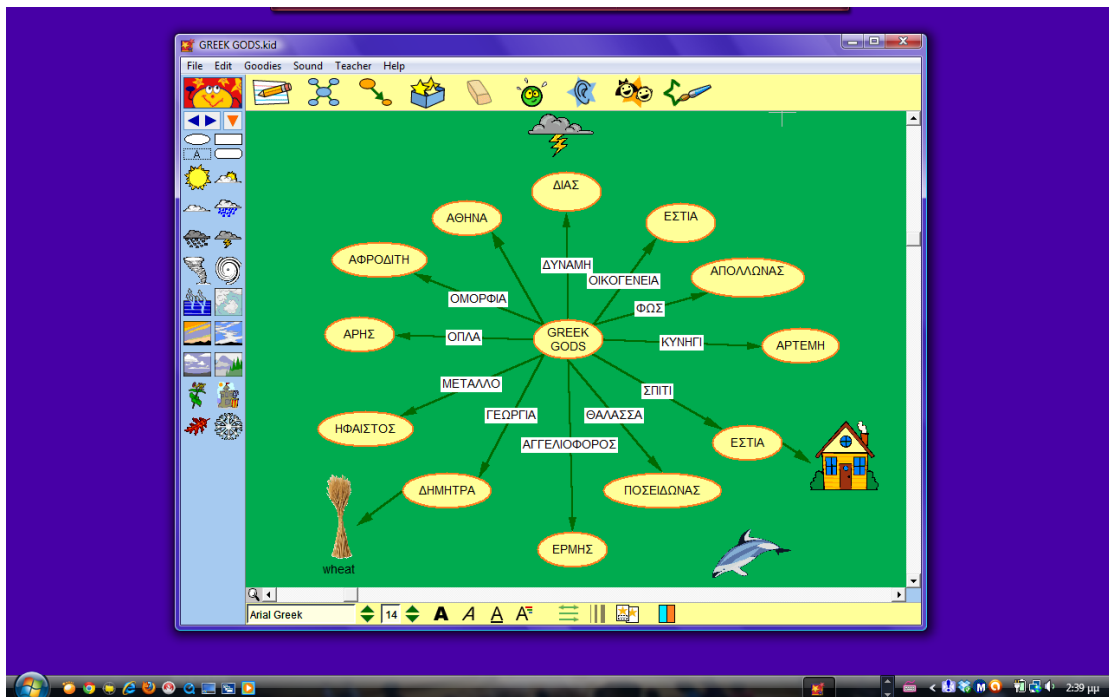 GREEK GODS.kid
File Edit Goodies Sound Teacher Help
A
ΔΙΑΣ
ΑΘΗΝΑ
ΕΣΤΙΑ
ΑΦΡΟΔΙΤΗ
ΔΥΝΑΜΗ
ΑΠΟΛΛΩΝΑΣ
ΟΙΚΟΓΕΝΕΙΑ
ΟΜΟΡΦΙΑ
ΦΩΣ
ΑΡΗΣ
ΟΠΛΑ
GREEK
GODS
ΚΥΝΗΓΙ
ΑΡΤΕΜΗ
ΜΕΤΑΛΛΟ
ΣΠΙΤΙ
ΓΕΩΡΓΙΑ
ΘΑΛΑΣΣΑ
ΗΦΑΙΣΤΟΣ
ΑΓΓΕΛΙΟΦΟΡΟΣ
ΕΣΤΙΑ
ΔΗΜΗΤΡΑ
ΠΟΣΕΙΔΩΝΑΣ
ΕΡΜΗΣ
wheat
Arial Greek 14 A A A A
2:39 μμ